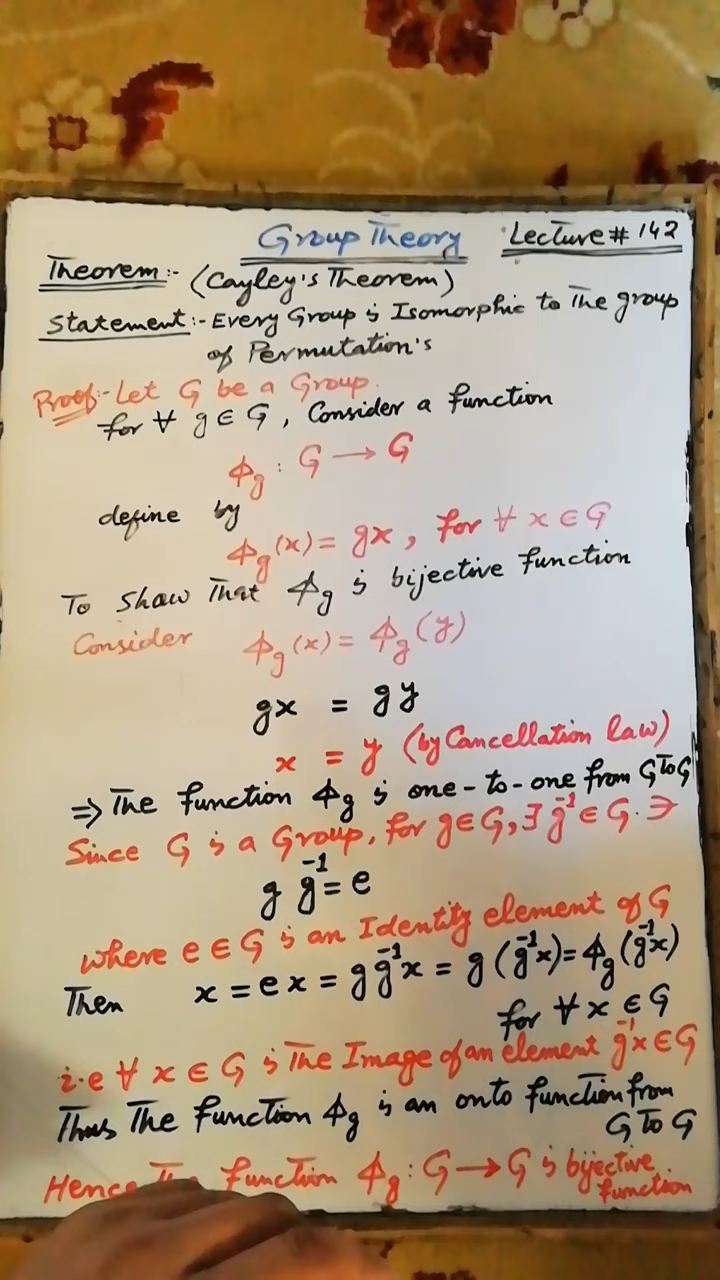 Group Theory Lecture # 142
Theorem:- (Cayley's Theorem)
Statement:- Every Group is Isomorphic to The group
of Permutation's
Proof:- Let G be a Group.
for ∀ g ∈ G, Consider a function
ϕg : G → G
define by
ϕg(x) = gx, for ∀ x ∈ G
To Show That ϕg is bijective function
Consider ϕg(x) = ϕg(y)
gx = gy
x = y (by Cancellation law)
⇒ The function ϕg is one-to-one from G To G
Since G is a Group, for g ∈ G, ∃ g⁻¹ ∈ G. ∋
g g⁻¹ = e
where e ∈ G is an Identity element of G
Then x = ex = g g⁻¹x = g(g⁻¹x) = ϕg(g⁻¹x)
for ∀ x ∈ G
i.e ∀ x ∈ G is The Image of an element g⁻¹x ∈ G
Thus The function ϕg is an onto function from
G To G
Hence The function ϕg : G → G is bijective
function